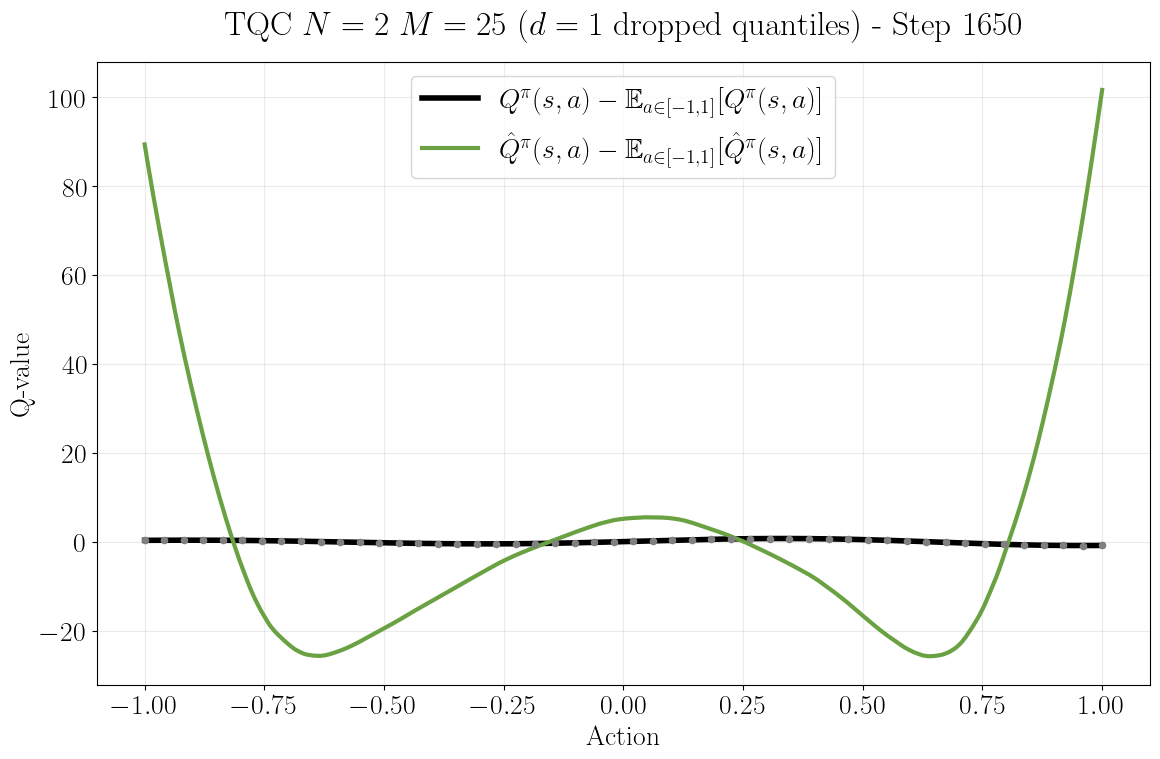 TQC N = 2 M = 25 (d = 1 dropped quantiles) - Step 1650
Q^π(s, a) − 𝔼_{a∈[−1,1]}[Q^π(s, a)]
Q̂^π(s, a) − 𝔼_{a∈[−1,1]}[Q̂^π(s, a)]
100
80
60
40
20
0
−20
Q-value
−1.00 −0.75 −0.50 −0.25 0.00 0.25 0.50 0.75 1.00
Action